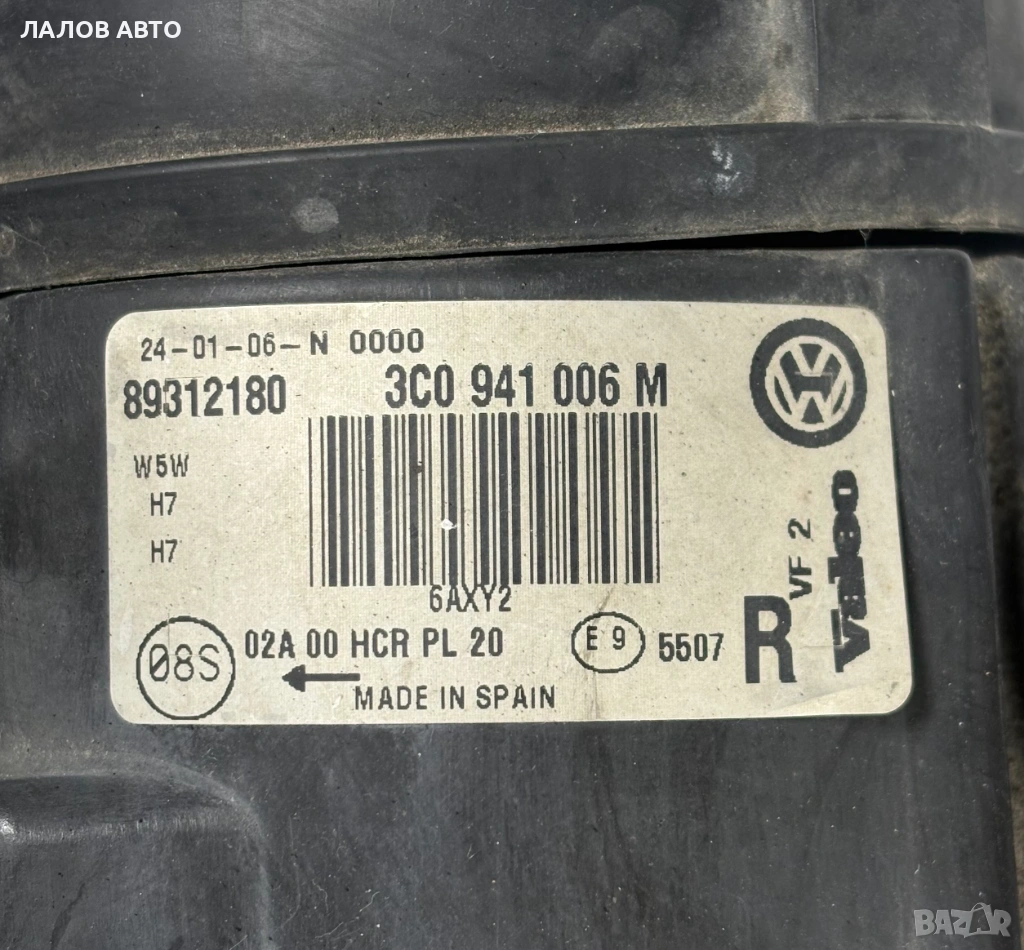 ЛАЛОВ АВТО
24-01-06-N 0000
89312180 3C0 941 006 M
W5W
H7
H7
6AXY2
VF 2
Valeo
R
08S 02A 00 HCR PL 20 E 9 5507
MADE IN SPAIN
BAZAR